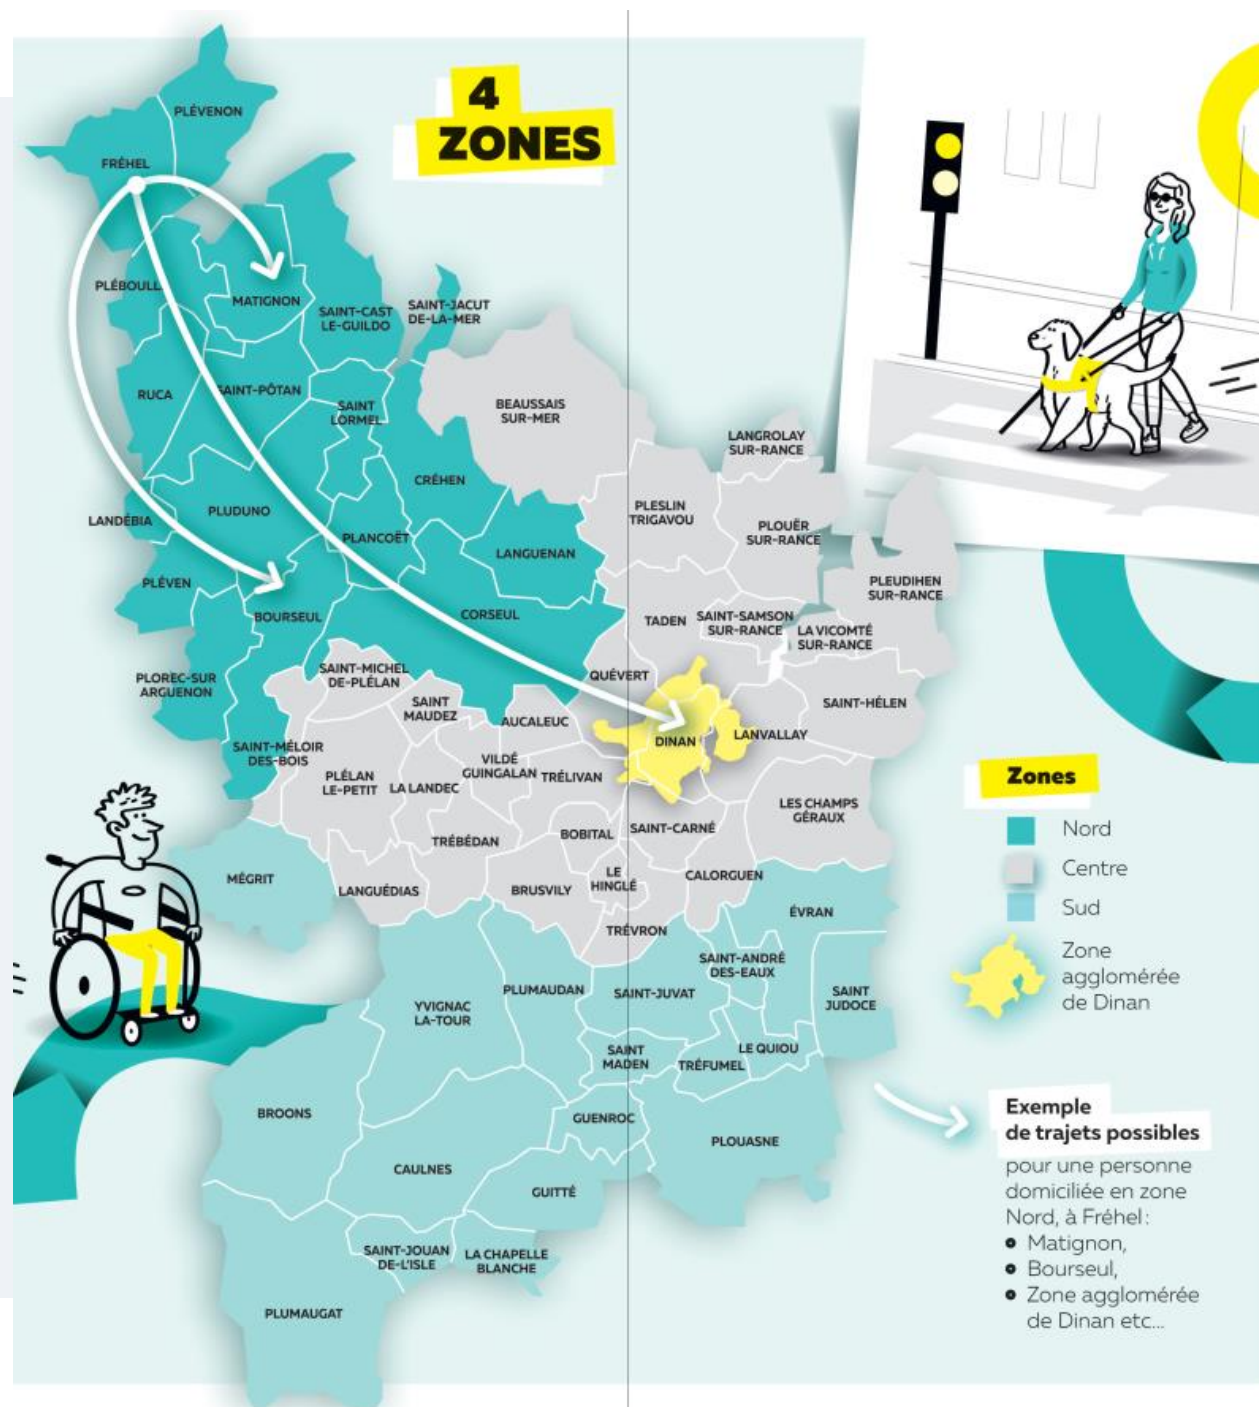 4
ZONES
PLÉVENON
FRÉHEL
PLÉBOULL
MATIGNON
SAINT-CAST
LE-GUILDO
SAINT-JACUT
DE-LA-MER
RUCA
SAINT-PÔTAN
SAINT
LORMEL
BEAUSSAIS
SUR-MER
LANGROLAY
SUR-RANCE
CRÉHEN
LANDÉBIA
PLUDUNO
PLANCOËT
LANGUENAN
PLESLIN
TRIGAVOU
PLOUËR
SUR-RANCE
PLÉVEN
BOURSEUL
CORSEUL
TADEN
SAINT-SAMSON
SUR-RANCE
LA VICOMTÉ
SUR-RANCE
PLEUDIHEN
SUR-RANCE
PLOREC-SUR
ARGUENON
SAINT-MICHEL
DE-PLÉLAN
SAINT
MAUDEZ
AUCALEUC
QUÉVERT
DINAN
LANVALLAY
SAINT-HÉLEN
SAINT-MÉLOIR
DES-BOIS
PLÉLAN
LE-PETIT
LA LANDEC
VILDÉ
GUINGALAN
TRÉLIVAN
TRÉBÉDAN
BOBITAL
SAINT-CARNÉ
LES CHAMPS
GÉRAUX
MÉGRIT
LANGUÉDIAS
BRUSVILY
LE
HINGLÉ
CALORGUEN
TRÉVRON
ÉVRAN
YVIGNAC
LA-TOUR
PLUMAUDAN
SAINT-JUVAT
SAINT-ANDRÉ
DES-EAUX
SAINT
JUDOCE
SAINT
MADEN
TRÉFUMEL
LE QUIOU
BROONS
GUENROC
PLOUASNE
CAULNES
GUITTÉ
SAINT-JOUAN
DE-L'ISLE
LA CHAPELLE
BLANCHE
PLUMAUGAT
Zones
Nord
Centre
Sud
Zone
agglomérée
de Dinan
Exemple
de trajets possibles
pour une personne
domiciliée en zone
Nord, à Fréhel :
• Matignon,
• Bourseul,
• Zone agglomérée
de Dinan etc...